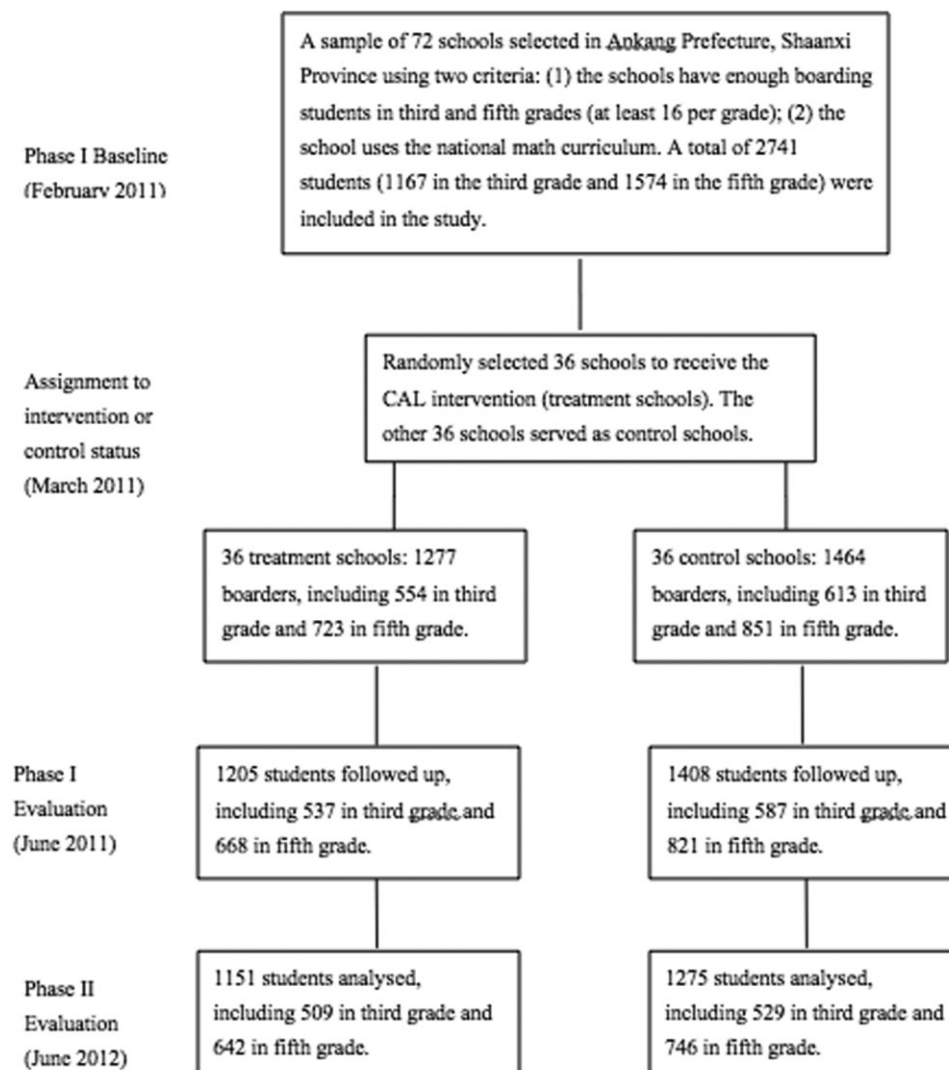 A sample of 72 schools selected in Ankang Prefecture, Shaanxi
Province using two criteria: (1) the schools have enough boarding
students in third and fifth grades (at least 16 per grade); (2) the
school uses the national math curriculum. A total of 2741
students (1167 in the third grade and 1574 in the fifth grade) were
included in the study.
Phase I Baseline
(February 2011)
Randomly selected 36 schools to receive the
CAL intervention (treatment schools). The
other 36 schools served as control schools.
Assignment to
intervention or
control status
(March 2011)
36 treatment schools: 1277
boarders, including 554 in third
grade and 723 in fifth grade.
36 control schools: 1464
boarders, including 613 in third
grade and 851 in fifth grade.
Phase I
Evaluation
(June 2011)
1205 students followed up,
including 537 in third grade and
668 in fifth grade.
1408 students followed up,
including 587 in third grade and
821 in fifth grade.
Phase II
Evaluation
(June 2012)
1151 students analysed,
including 509 in third grade and
642 in fifth grade.
1275 students analysed,
including 529 in third grade and
746 in fifth grade.